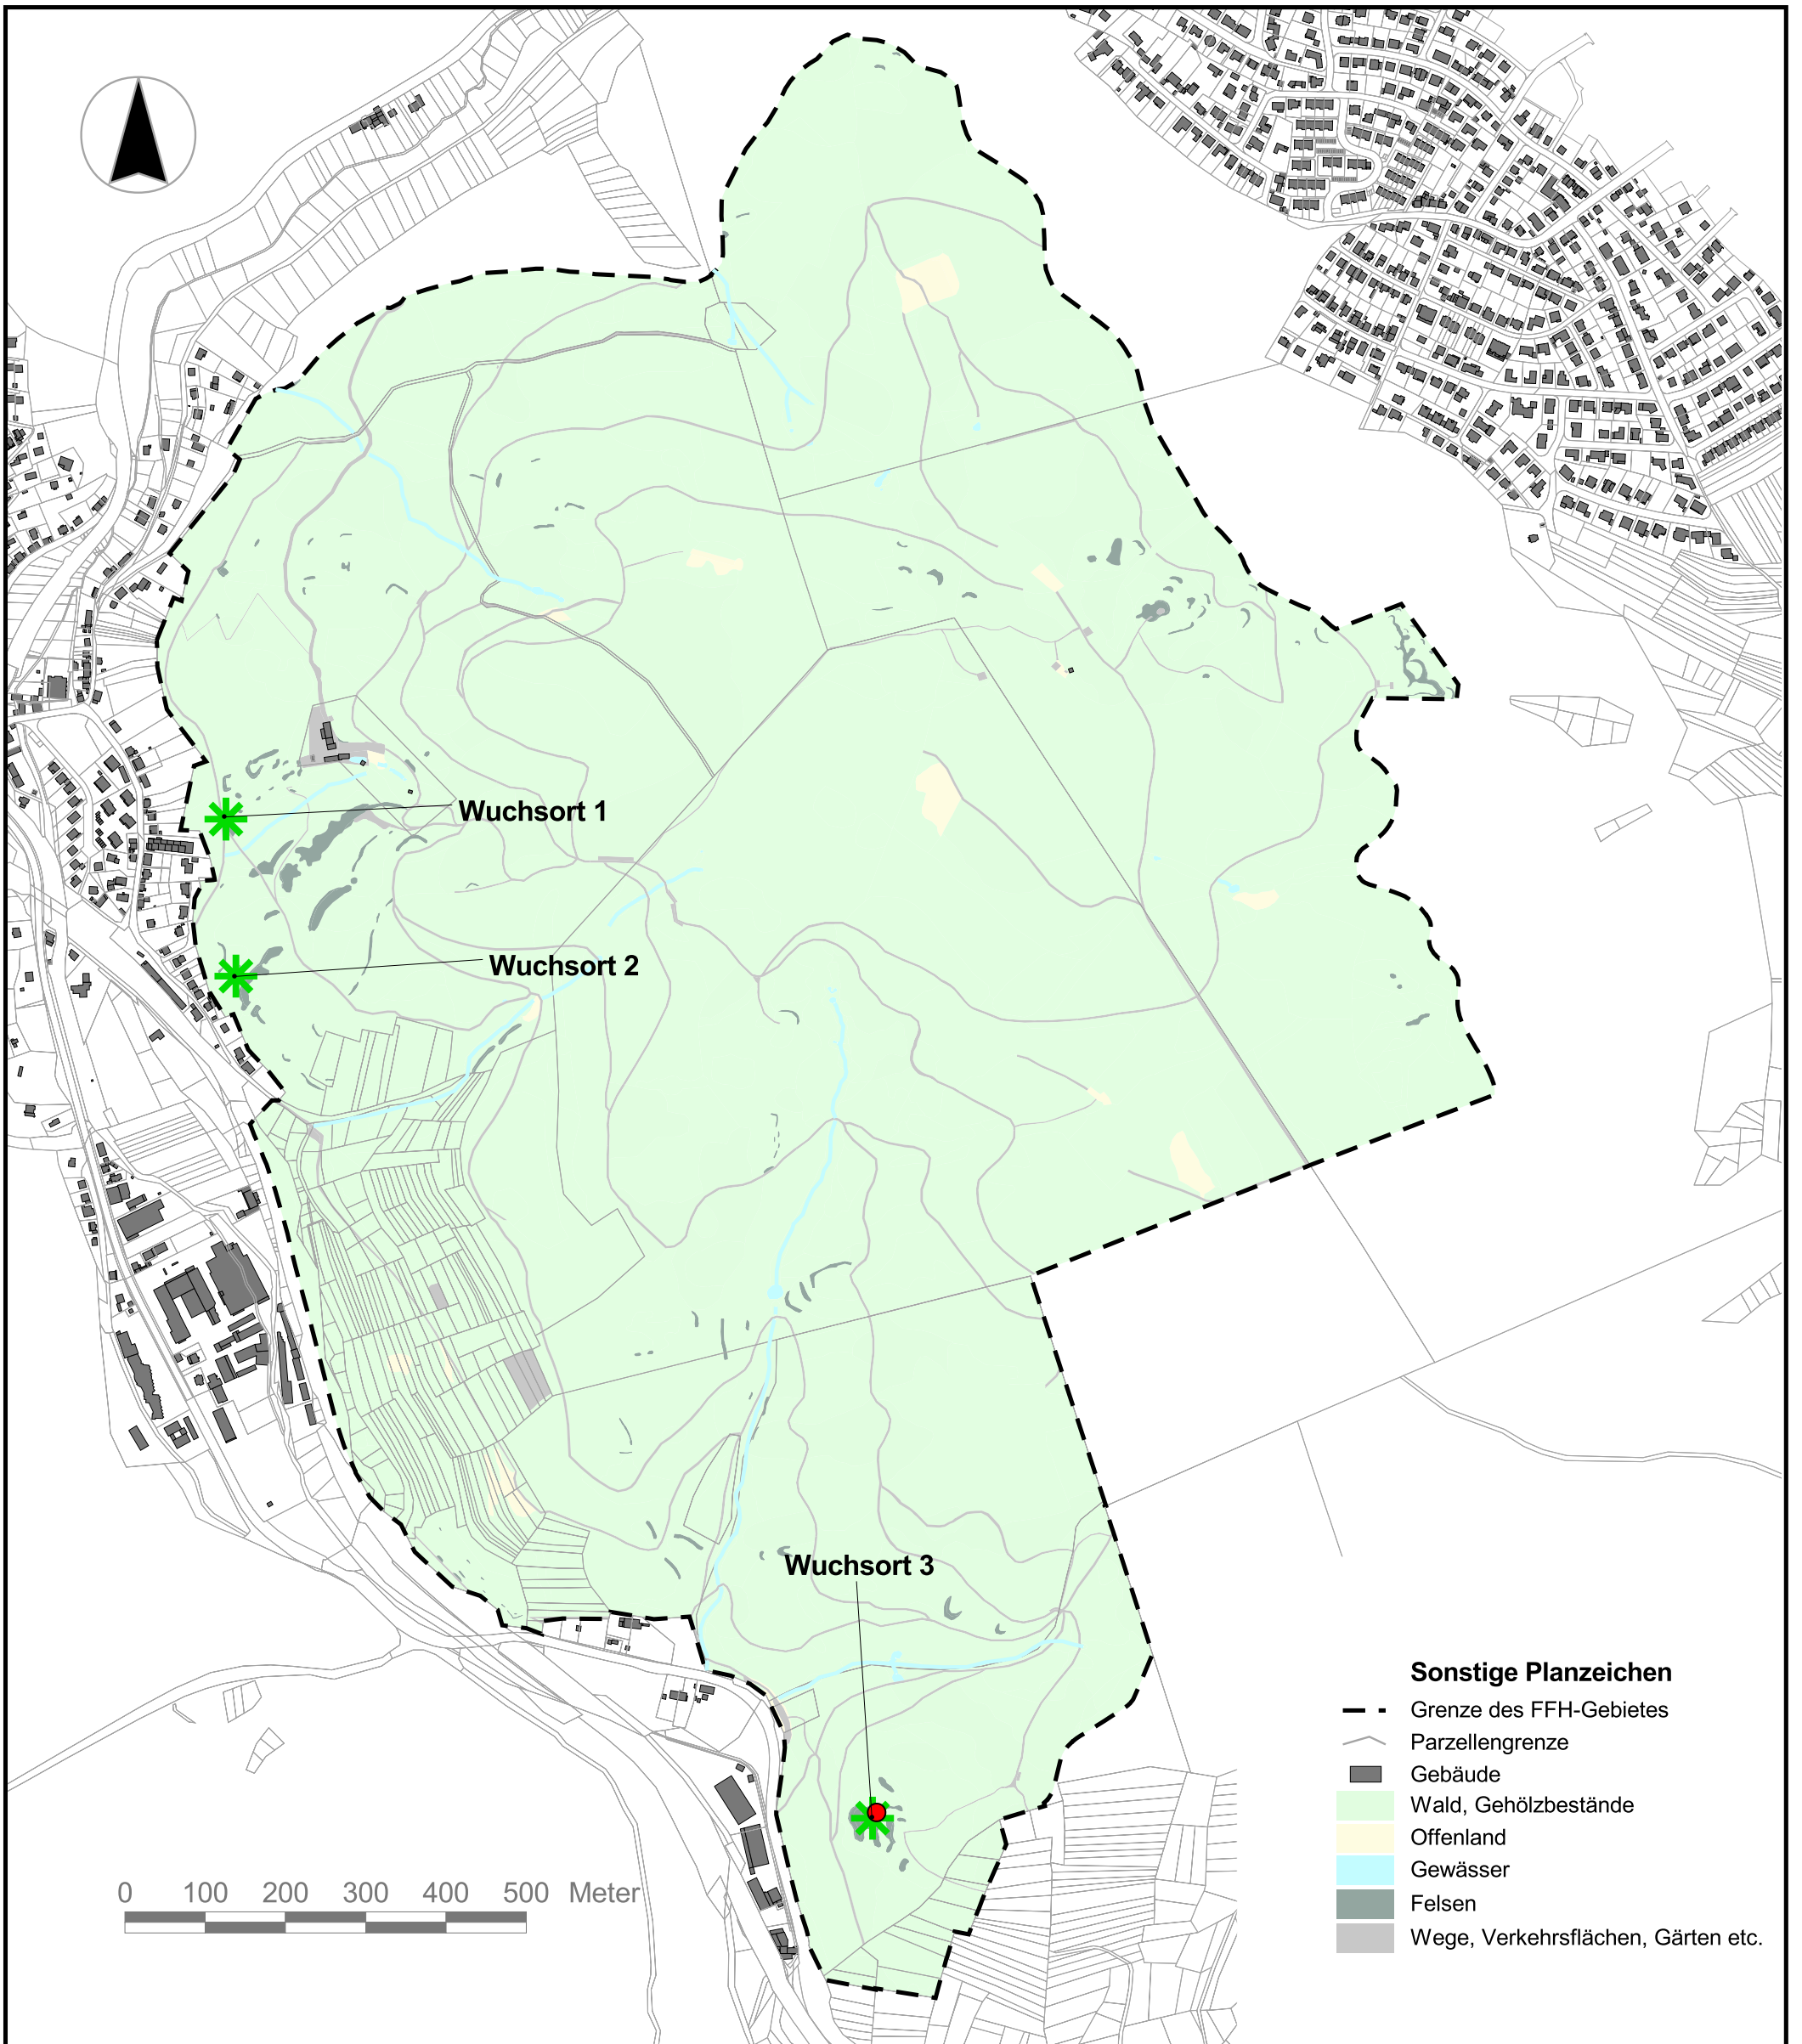 Wuchsort 1
Wuchsort 2
Wuchsort 3
Sonstige Planzeichen
Grenze des FFH-Gebietes
Parzellengrenze
Gebäude
Wald, Gehölzbestände
Offenland
Gewässer
Felsen
Wege, Verkehrsflächen, Gärten etc.
0 100 200 300 400 500 Meter